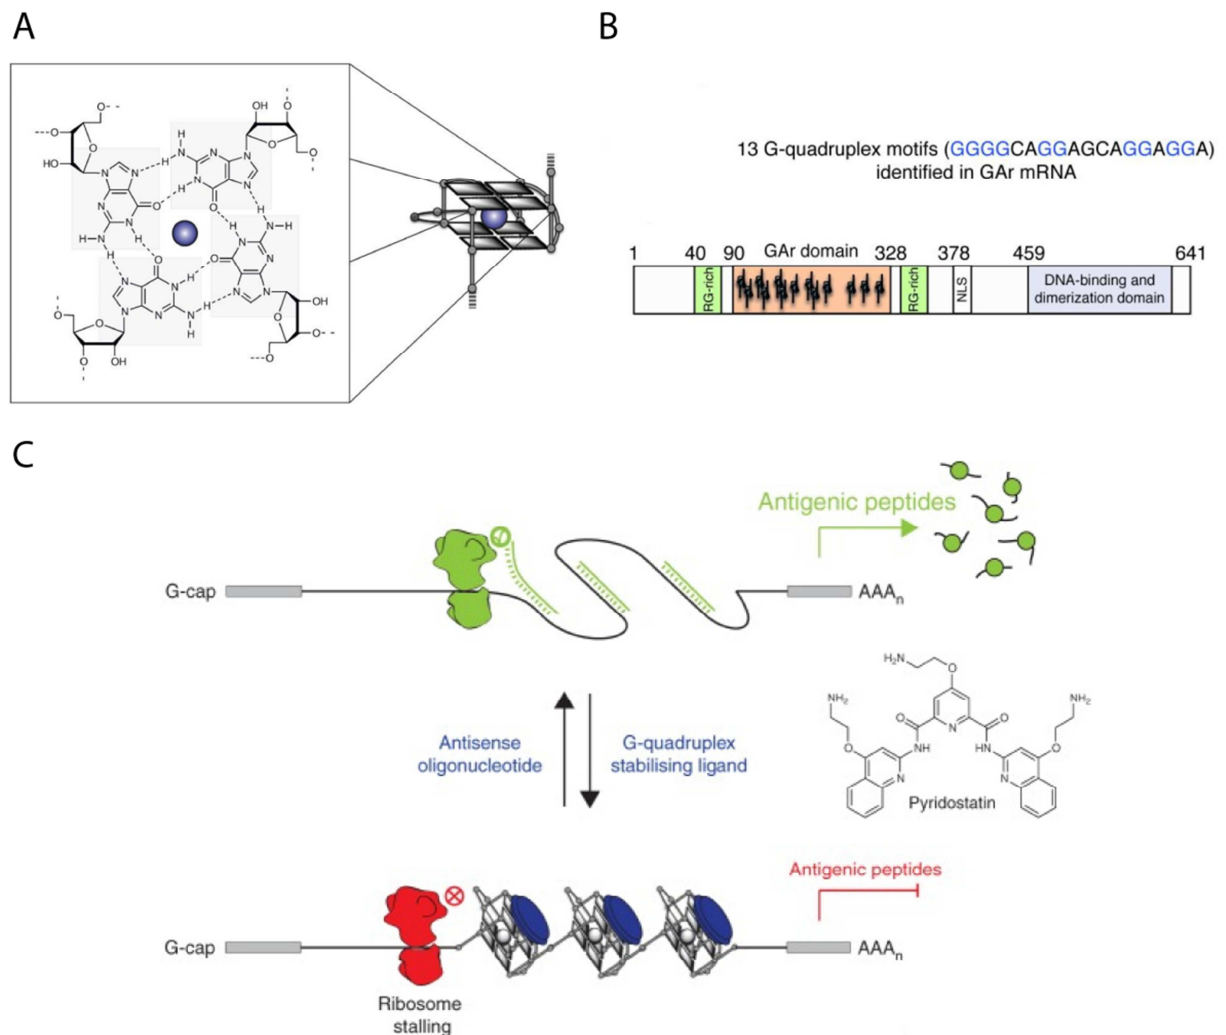 A
B
13 G-quadruplex motifs (GGGGCAGGAGCAGGAGGA)
identified in GAr mRNA
1 40 90 GAr domain 328 378 459 641
RG-rich
RG-rich
NLS
DNA-binding and
dimerization domain
O
O
HO
O
N
N
N
N
H
N
H
H
O
OH
O
O
O
H
N
H
N
N
H
N
N
O
H
N
H
H
N
N
N
N
O
OH
O
O
O
O
N
H
N
N
N
H
N
H
O
O
O
OH
C
Antigenic peptides
G-cap
AAAn
Antisense
oligonucleotide
G-quadruplex
stabilising ligand
H2N
O
NH2
NH2
O
O
N
O
O
NH
HN
N
N
Pyridostatin
Antigenic peptides
G-cap
AAAn
Ribosome
stalling